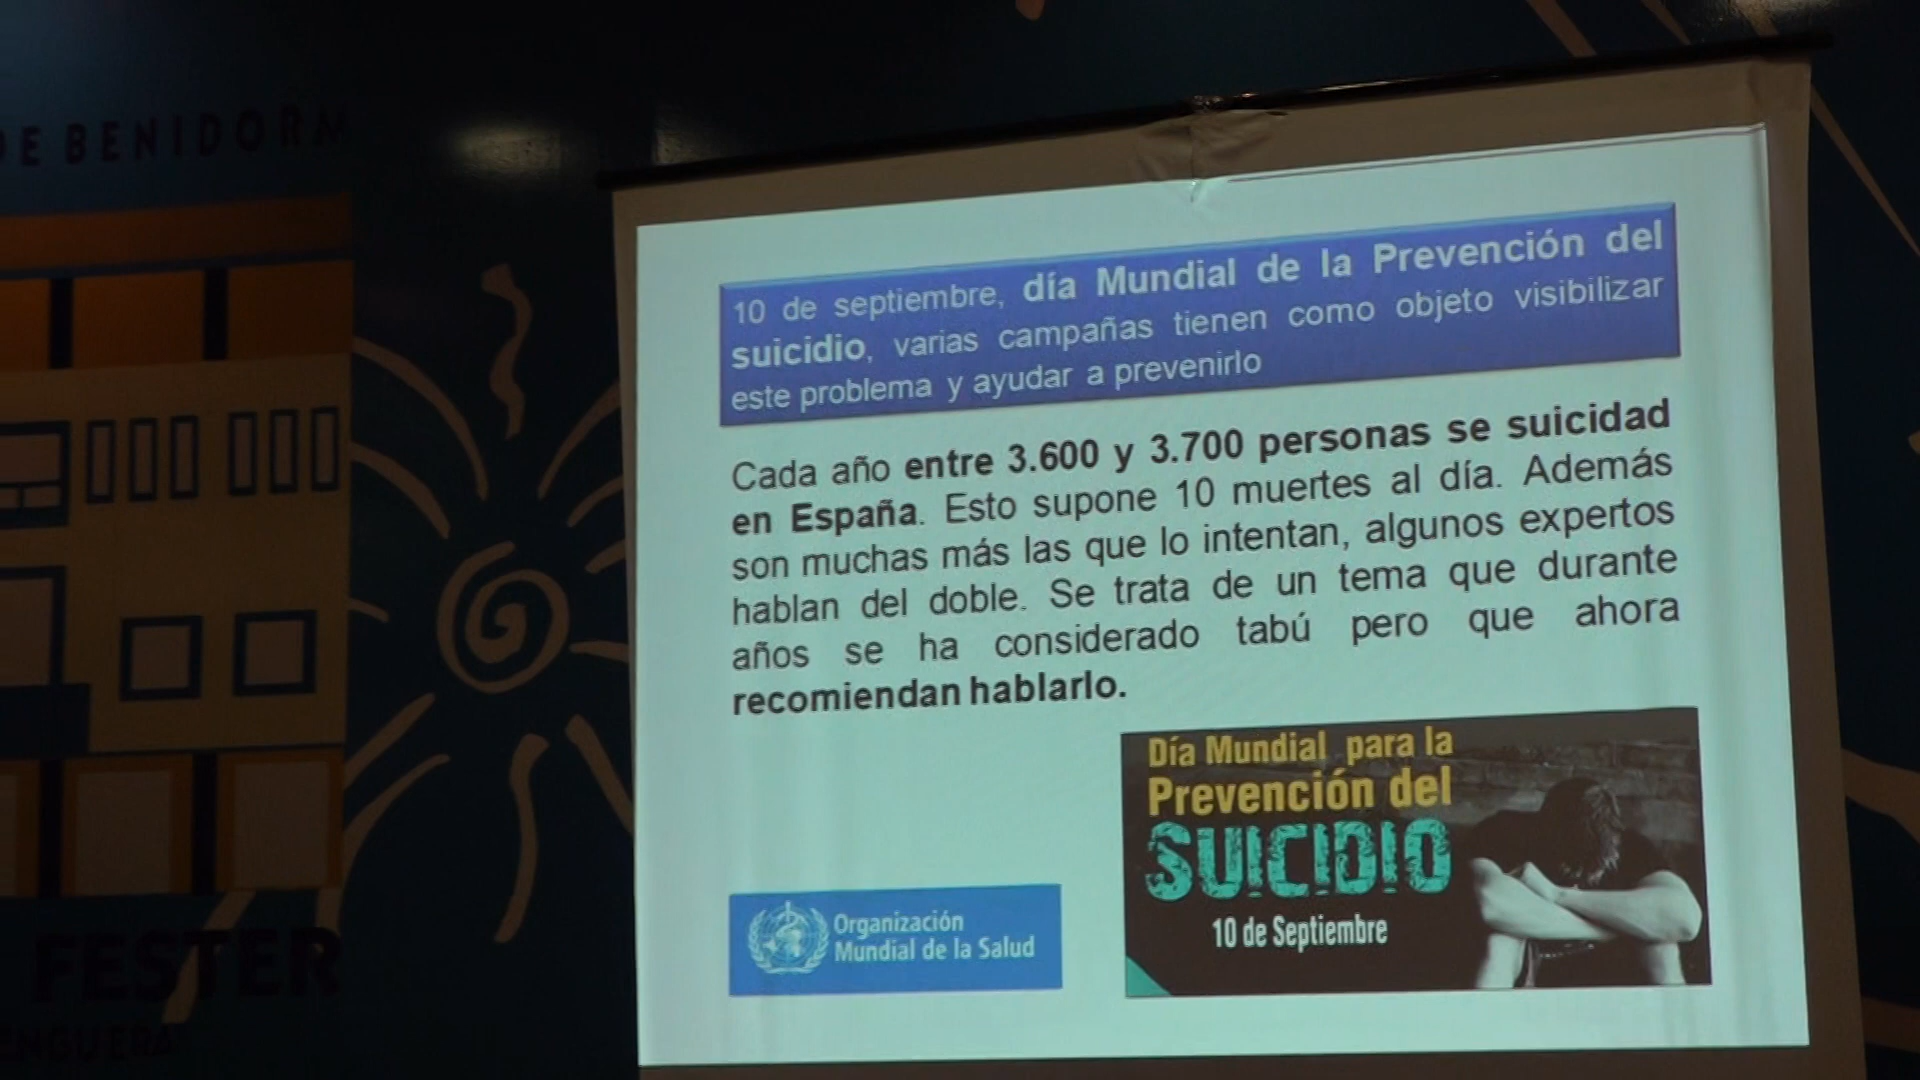 DE BENIDORM
10 de septiembre, día Mundial de la Prevención del
suicidio, varias campañas tienen como objeto visibilizar
este problema y ayudar a prevenirlo
Cada año entre 3.600 y 3.700 personas se suicidad
en España. Esto supone 10 muertes al día. Además
son muchas más las que lo intentan, algunos expertos
hablan del doble. Se trata de un tema que durante
años se ha considerado tabú pero que ahora
recomiendan hablarlo.
Día Mundial para la
Prevención del
SUICIDIO
10 de Septiembre
Organización
Mundial de la Salud
FESTER